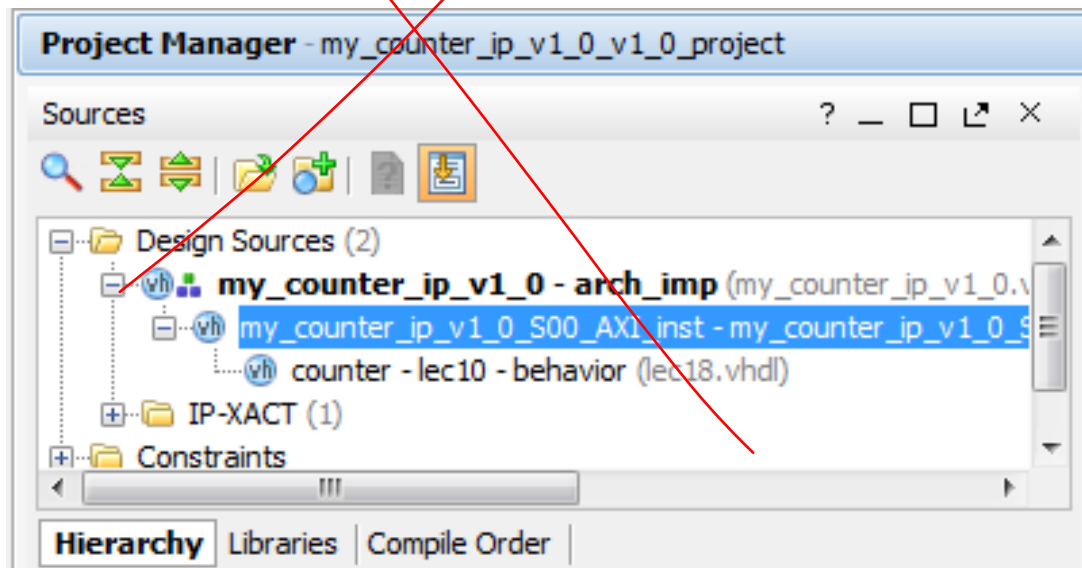 Project Manager - my_counter_ip_v1_0_v1_0_project
Sources
Design Sources (2)
my_counter_ip_v1_0 - arch_imp (my_counter_ip_v1_0.v
my_counter_ip_v1_0_S00_AXI_inst - my_counter_ip_v1_0_S
counter - lec10 - behavior (lec18.vhdl)
IP-XACT (1)
Constraints
Hierarchy Libraries Compile Order